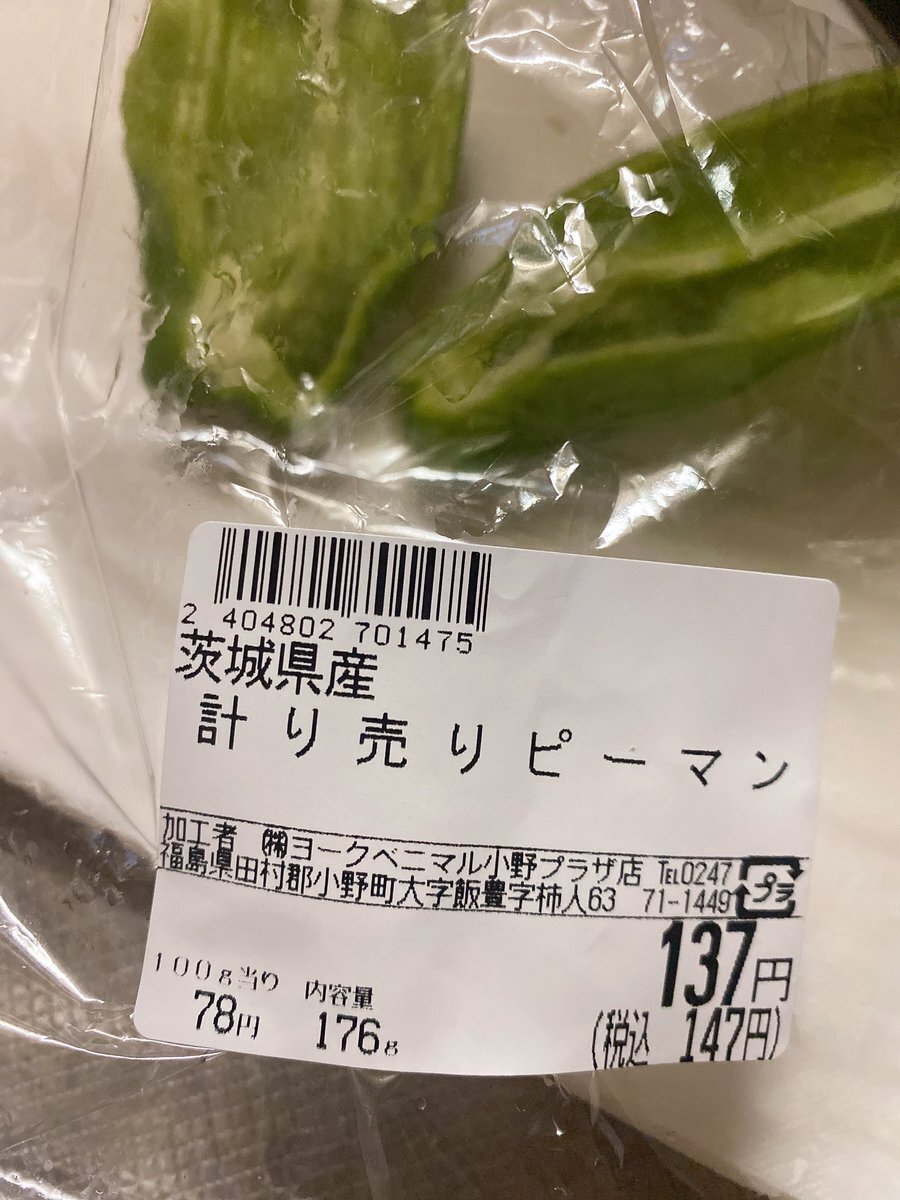 2 404802 701475
茨城県産
計り売りピーマン
加工者 ㈱ヨークベニマル小野プラザ店 ℡0247
福島県田村郡小野町大字飯豊字柿人63 71-1449
プラ
137円
100g当り 内容量
78円 176g
(税込 147円)